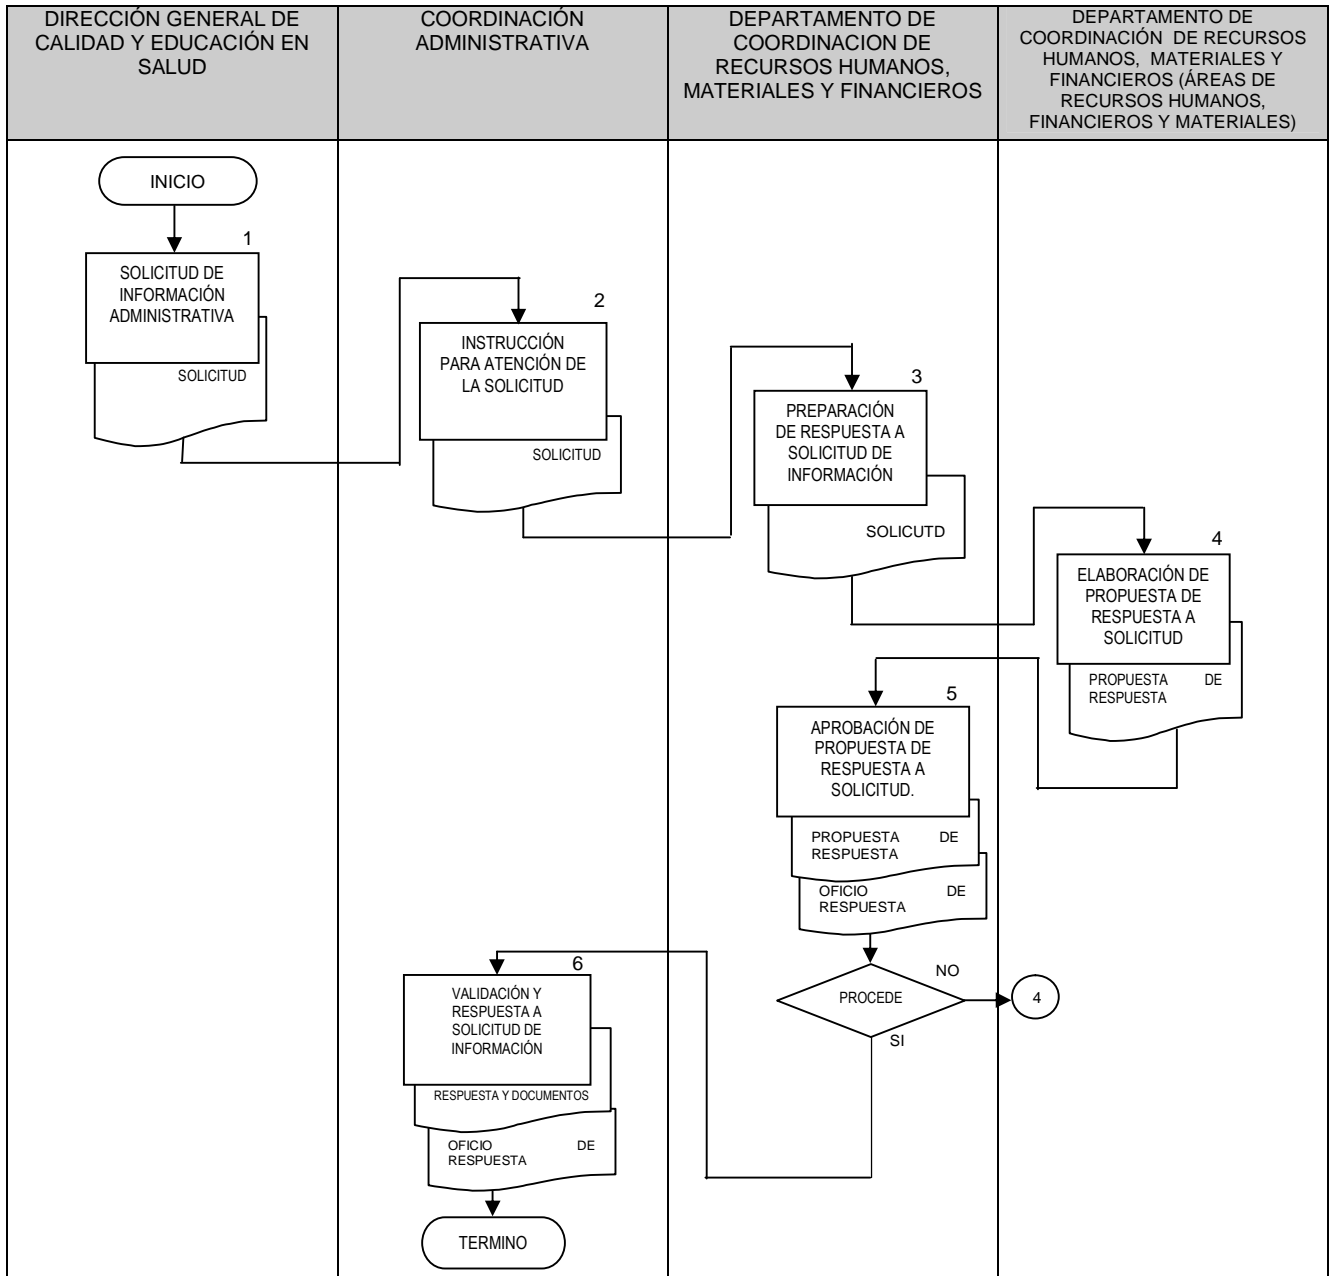 DIRECCIÓN GENERAL DE
CALIDAD Y EDUCACIÓN EN
SALUD
COORDINACIÓN
ADMINISTRATIVA
DEPARTAMENTO DE
COORDINACION DE
RECURSOS HUMANOS,
MATERIALES Y FINANCIEROS
DEPARTAMENTO DE
COORDINACIÓN DE RECURSOS
HUMANOS, MATERIALES Y
FINANCIEROS (ÁREAS DE
RECURSOS HUMANOS,
FINANCIEROS Y MATERIALES)
INICIO
1
SOLICITUD DE
INFORMACIÓN
ADMINISTRATIVA
SOLICITUD
2
INSTRUCCIÓN
PARA ATENCIÓN DE
LA SOLICITUD
SOLICITUD
3
PREPARACIÓN
DE RESPUESTA A
SOLICITUD DE
INFORMACIÓN
SOLICUTD
4
ELABORACIÓN DE
PROPUESTA DE
RESPUESTA A
SOLICITUD
PROPUESTA DE
RESPUESTA
5
APROBACIÓN DE
PROPUESTA DE
RESPUESTA A
SOLICITUD.
PROPUESTA DE
RESPUESTA
OFICIO DE
RESPUESTA
PROCEDE
NO
4
SI
6
VALIDACIÓN Y
RESPUESTA A
SOLICITUD DE
INFORMACIÓN
RESPUESTA Y DOCUMENTOS
OFICIO DE
RESPUESTA
TERMINO